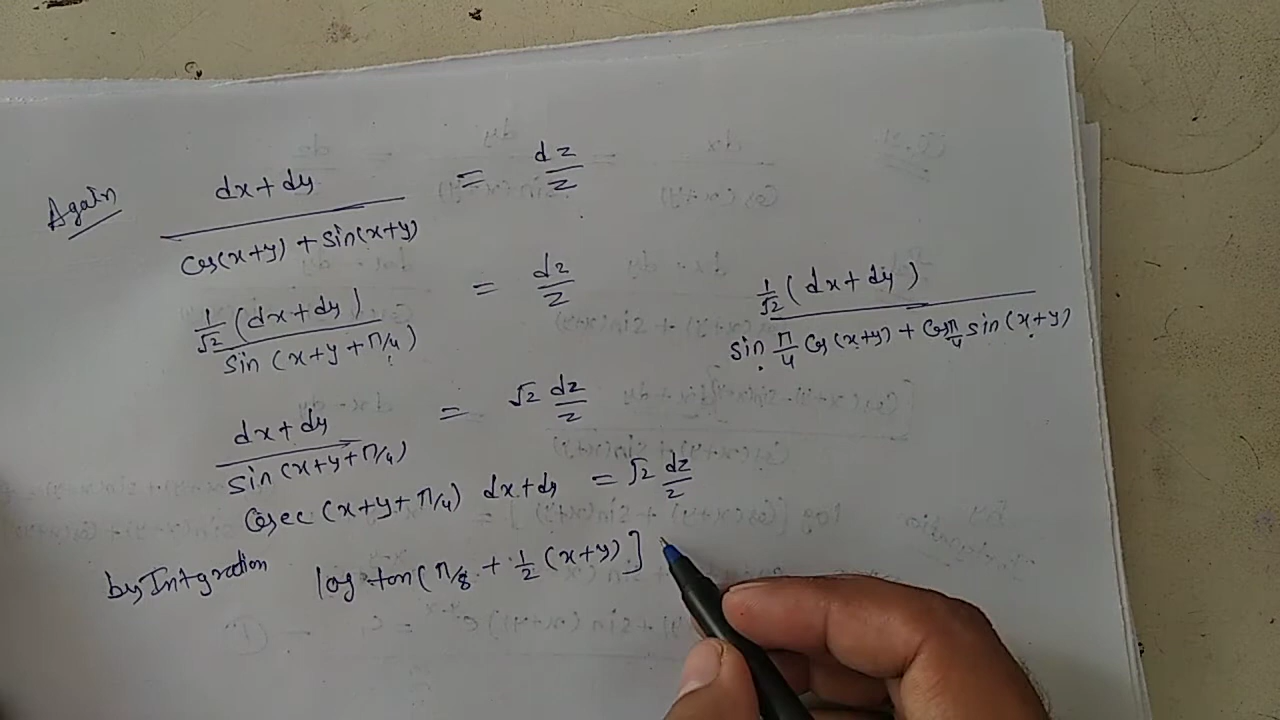 Again dx + dy / cos(x+y) + sin(x+y) = dz / z
1/√2 (dx + dy) / sin (x+y+π/4) = dz / z
1/√2 (dx + dy) / sin π/4 cos (x+y) + cos π/4 sin (x+y)
dx + dy / sin (x+y+π/4) = √2 dz / z
Cosec (x+y+π/4) dx + dy = √2 dz / z
by Intgration log tan ( π/8 + 1/2 (x+y) ]